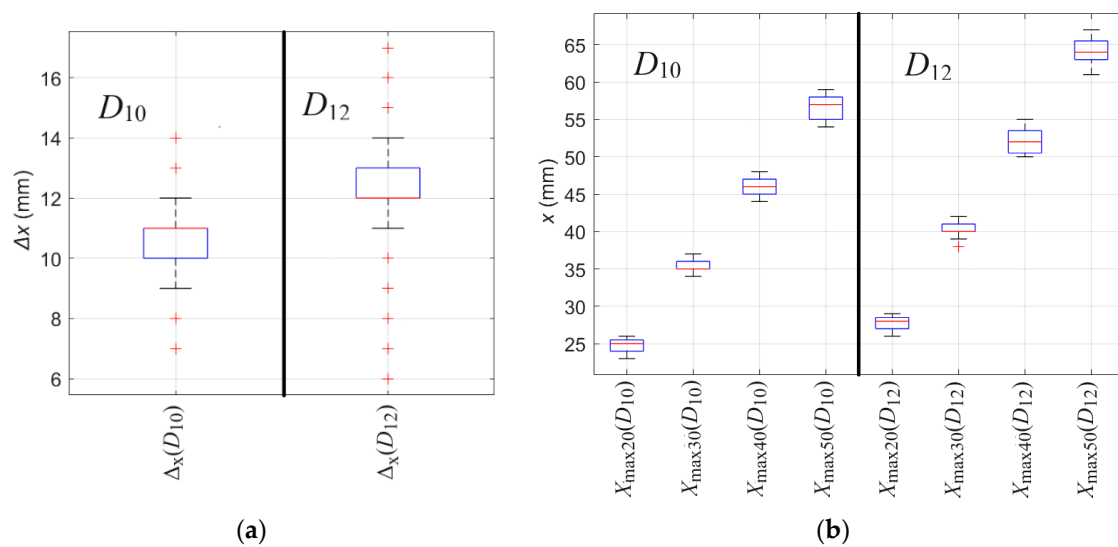 D10
D12
16
14
12
10
8
6
Δx (mm)
Δx(D10)
Δx(D12)
(a)
D10
D12
65
60
55
50
45
40
35
30
25
x (mm)
Xmax20(D10)
Xmax30(D10)
Xmax40(D10)
Xmax50(D10)
Xmax20(D12)
Xmax30(D12)
Xmax40(D12)
Xmax50(D12)
(b)